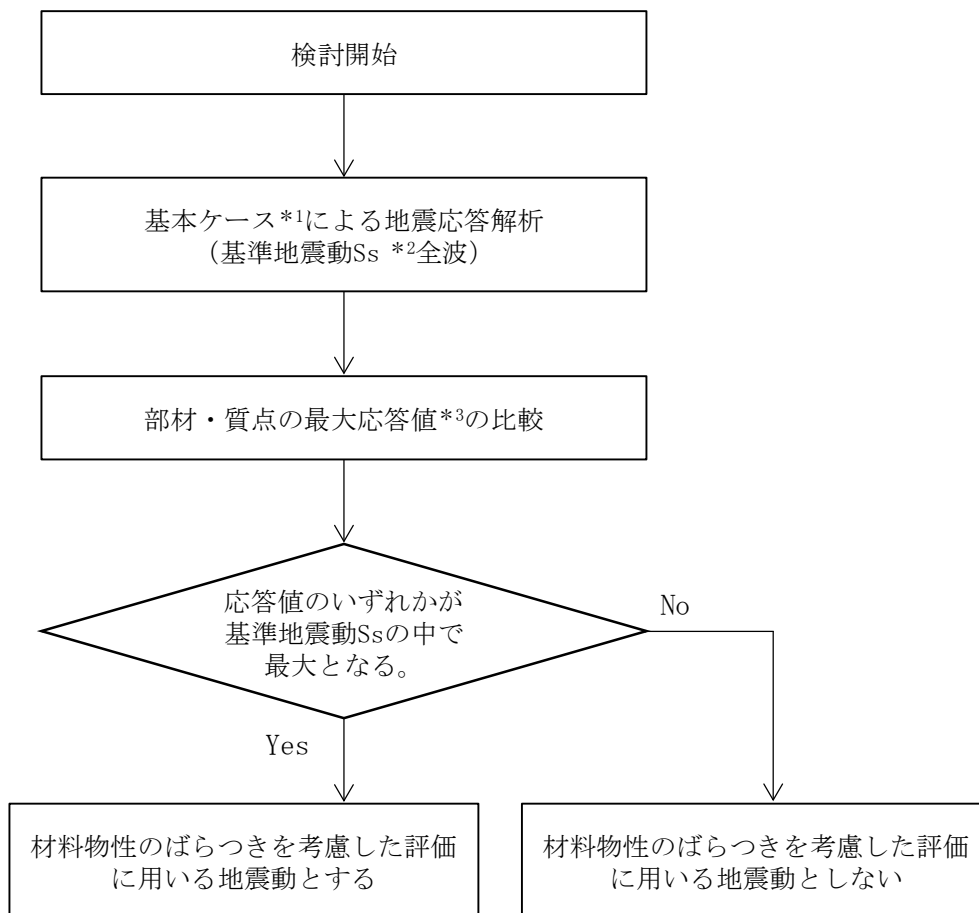 検討開始
基本ケース*1による地震応答解析
（基準地震動Ss *2全波）
部材・質点の最大応答値*3の比較
応答値のいずれかが
基準地震動Ssの中で
最大となる。
No
Yes
材料物性のばらつきを考慮した評価
に用いる地震動とする
材料物性のばらつきを考慮した評価
に用いる地震動としない